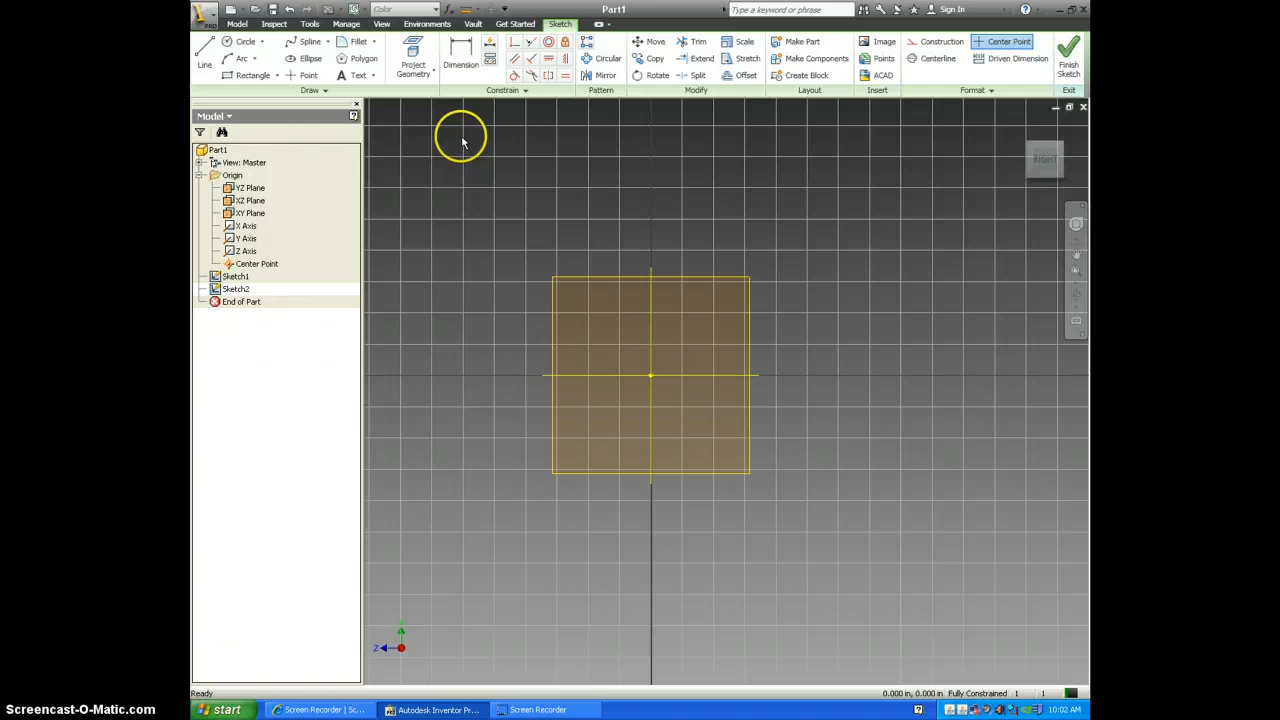 Color
Part1
Type a keyword or phrase
Sign In
PRO
Model Inspect Tools Manage View Environments Vault Get Started Sketch
Circle Spline Fillet
Arc Ellipse Polygon
Rectangle Point Text
Line
Project Geometry
Dimension
Circular
Mirror
Move Trim Scale
Copy Extend Stretch
Rotate Split Offset
Make Part
Make Components
Create Block
Image
Points
ACAD
Construction Center Point
Centerline Driven Dimension
Finish Sketch
Draw Constrain Pattern Modify Layout Insert Format Exit
Model
Part1
View: Master
Origin
YZ Plane
XZ Plane
XY Plane
X Axis
Y Axis
Z Axis
Center Point
Sketch1
Sketch2
End of Part
RIGHT
Z
Ready
0.000 in, 0.000 in Fully Constrained 1 1
start
Screen Recorder | Sc...
Autodesk Inventor Pr...
Screen Recorder
10:02 AM
Screencast-O-Matic.com